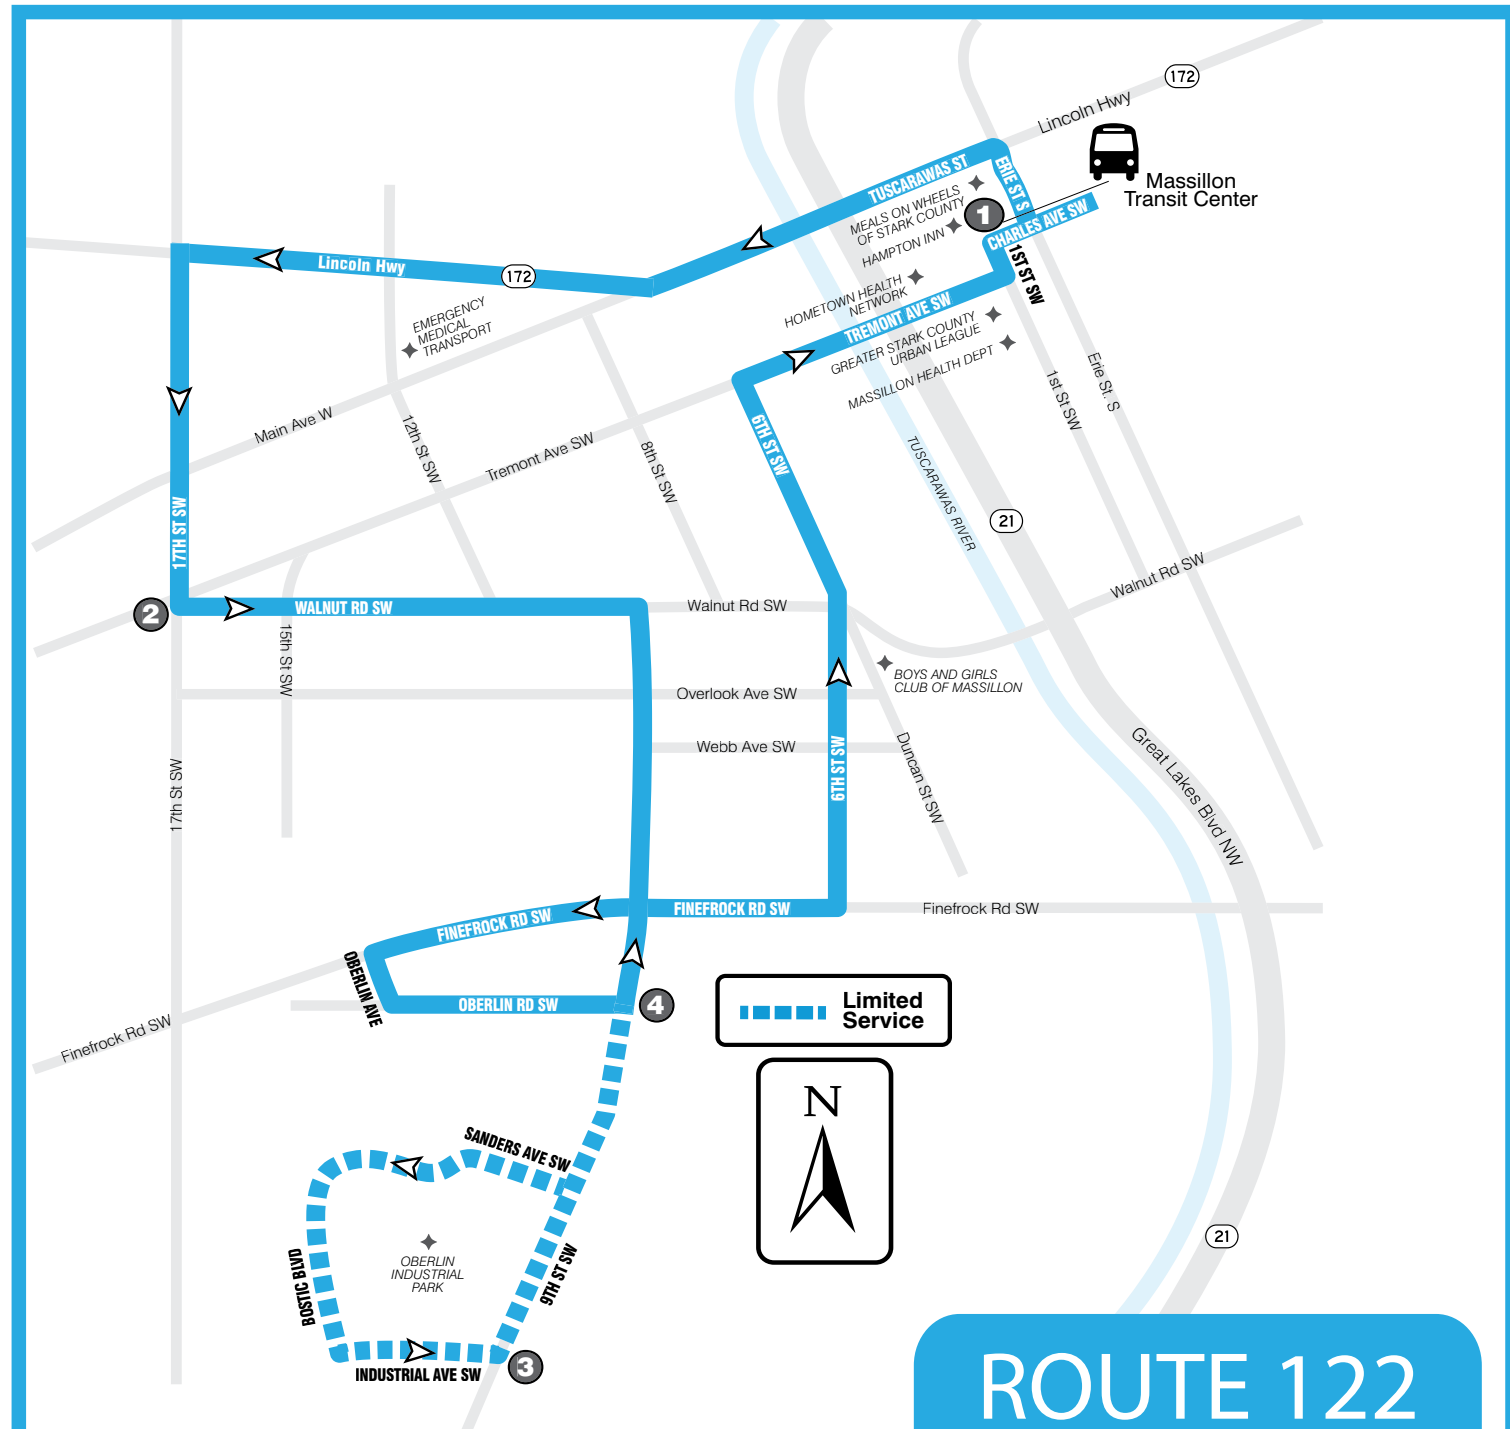 172
Lincoln Hwy
Massillon
Transit Center
TUSCARAWAS ST
ERIE ST S
MEALS ON WHEELS
OF STARK COUNTY
1
CHARLES AVE SW
HAMPTON INN
1ST ST SW
Lincoln Hwy
172
HOMETOWN HEALTH
NETWORK
TREMONT AVE SW
EMERGENCY
MEDICAL
TRANSPORT
GREATER STARK COUNTY
URBAN LEAGUE
MASSILLON HEALTH DEPT
Erie St. S
1st St SW
Main Ave W
12th St SW
Tremont Ave SW
8th St SW
6TH ST SW
TUSCARAWAS RIVER
21
17TH ST SW
Walnut Rd SW
2
WALNUT RD SW
Walnut Rd SW
15th St SW
BOYS AND GIRLS
CLUB OF MASSILLON
Overlook Ave SW
Webb Ave SW
17th St SW
6TH ST SW
Duncan St SW
Great Lakes Blvd NW
FINEFROCK RD SW
FINEFROCK RD SW
Finefrock Rd SW
OBERLIN AVE
OBERLIN RD SW
4
Limited
Service
Finefrock Rd SW
N
SANDERS AVE SW
21
OBERLIN
INDUSTRIAL
PARK
BOSTIC BLVD
9TH ST SW
INDUSTRIAL AVE SW
3
ROUTE 122